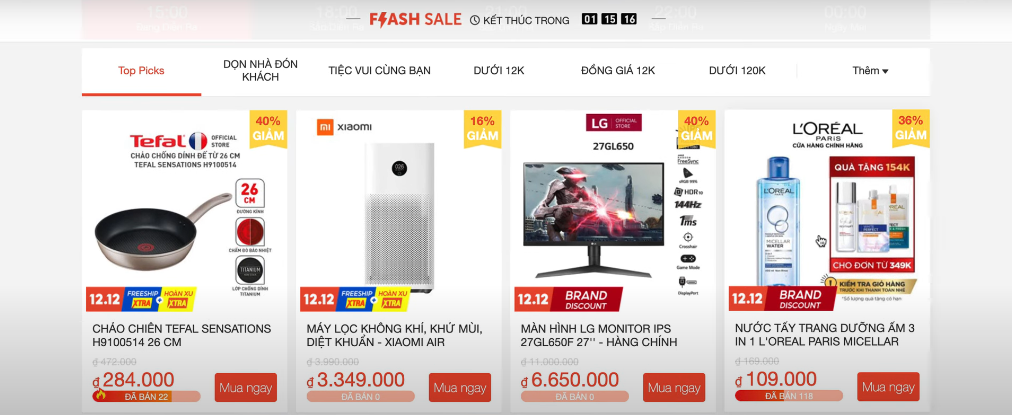 FLASH SALE KẾT THÚC TRONG 01 15 16
Top Picks
DỌN NHÀ ĐÓN
KHÁCH
TIỆC VUI CÙNG BẠN
DƯỚI 12K
ĐỒNG GIÁ 12K
DƯỚI 120K
Thêm
40%
GIẢM
Tefal OFFICIAL
STORE
CHẢO CHỐNG DÍNH ĐẾ TỪ 26 CM
TEFAL SENSATIONS H9100514
26
CM
ĐƯỜNG KÍNH
CHẤM ĐỎ BÁO NHIỆT
TITANIUM
LỚP CHỐNG DÍNH
TITANIUM
12.12 FREESHIP XTRA HOÀN XU XTRA
CHẢO CHIÊN TEFAL SENSATIONS
H9100514 26 CM
₫ 472.000
₫ 284.000
ĐÃ BÁN 22
Mua ngay
16%
GIẢM
mi xiaomi
026
12.12 FREESHIP XTRA HOÀN XU XTRA
MÁY LỌC KHÔNG KHÍ, KHỬ MÙI,
DIỆT KHUẨN - XIAOMI AIR
₫ 3.990.000
₫ 3.349.000
ĐÃ BÁN 0
Mua ngay
40%
GIẢM
LG OFFICIAL
STORE
27GL650
FreeSync
sRGB 99%
HDR 10
144Hz
1ms
Crosshair
Game Mode
DisplayPort
12.12 BRAND
DISCOUNT
MÀN HÌNH LG MONITOR IPS
27GL650F 27'' - HÀNG CHÍNH
₫ 11.000.000
₫ 6.650.000
ĐÃ BÁN 0
Mua ngay
36%
GIẢM
L'ORÉAL
PARIS
CỬA HÀNG CHÍNH HÃNG
QUÀ TẶNG 154K
L'ORÉAL
MICELLAR
WATER
CHO ĐƠN TỪ 349K
KIỂM TRA GIỎ HÀNG
TRƯỚC KHI THANH TOÁN NHÉ
*Số lượng quà tặng có hạn
12.12 BRAND
DISCOUNT
NƯỚC TẨY TRANG DƯỠNG ẨM 3
IN 1 L'OREAL PARIS MICELLAR
₫ 169.000
₫ 109.000
ĐÃ BÁN 118
Mua ngay